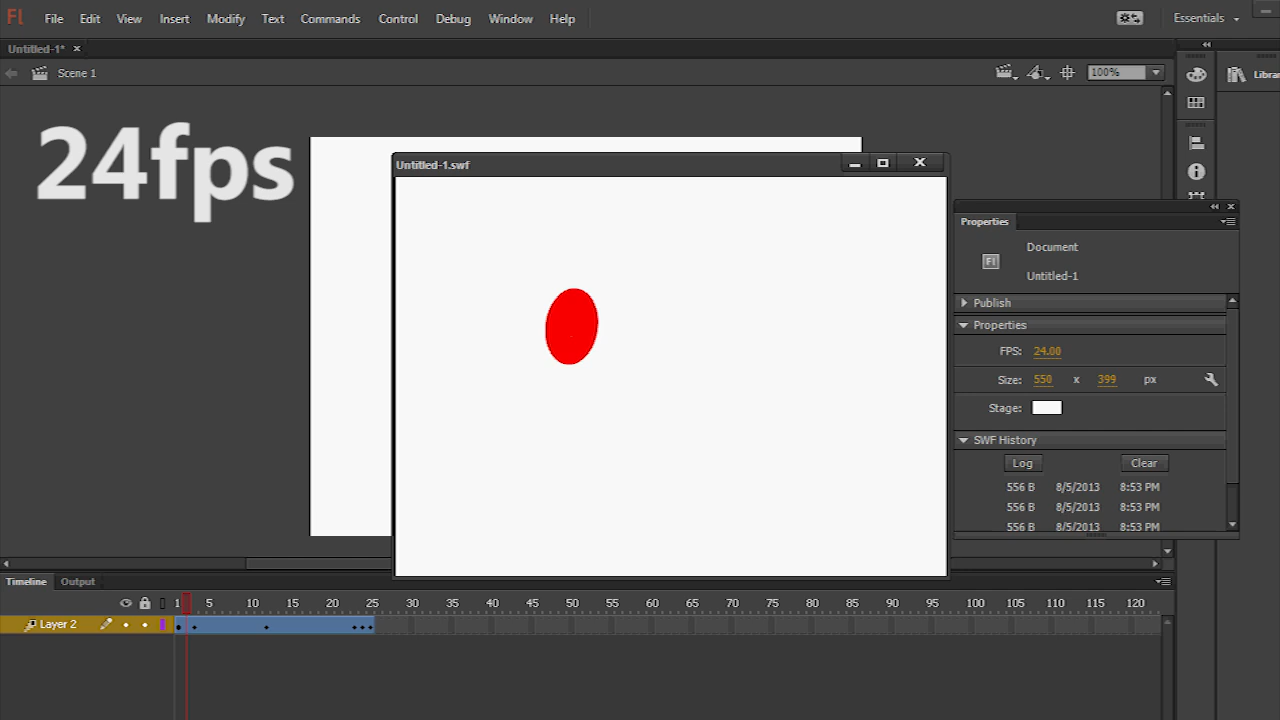 Fl File Edit View Insert Modify Text Commands Control Debug Window Help Essentials
Untitled-1* ×
Scene 1 100%
Librar
24fps
Untitled-1.swf
Properties
Document
Fl
Untitled-1
Publish
Properties
FPS: 24.00
Size: 550 x 399 px
Stage:
SWF History
Log Clear
556 B 8/5/2013 8:53 PM
556 B 8/5/2013 8:53 PM
556 B 8/5/2013 8:53 PM
Timeline Output
1 5 10 15 20 25 30 35 40 45 50 55 60 65 70 75 80 85 90 95 100 105 110 115 120
Layer 2